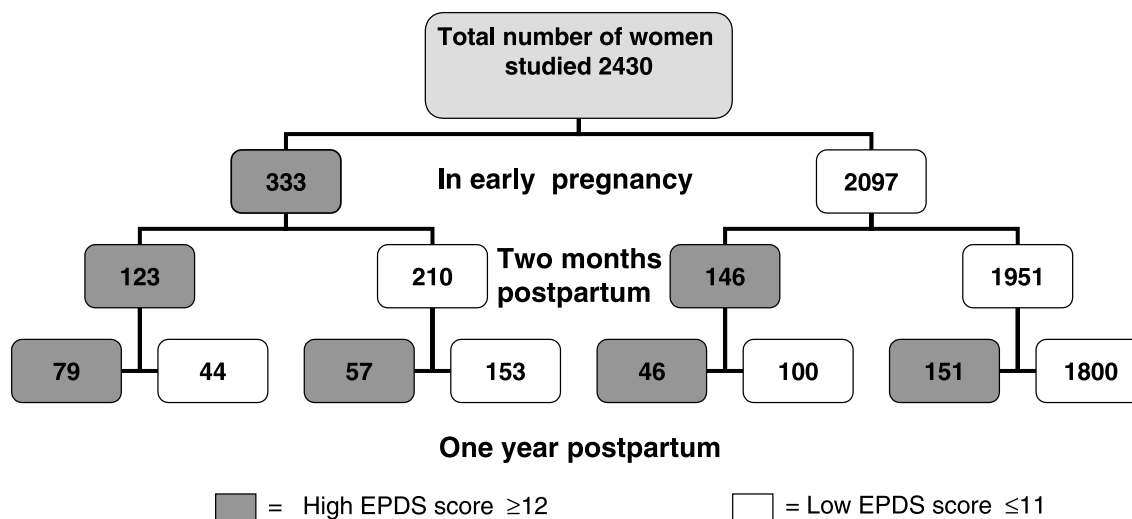 Total number of women
studied 2430
333
In early pregnancy
2097
123
210
Two months
postpartum
146
1951
79
44
57
153
46
100
151
1800
One year postpartum
= High EPDS score ≥12
= Low EPDS score ≤11